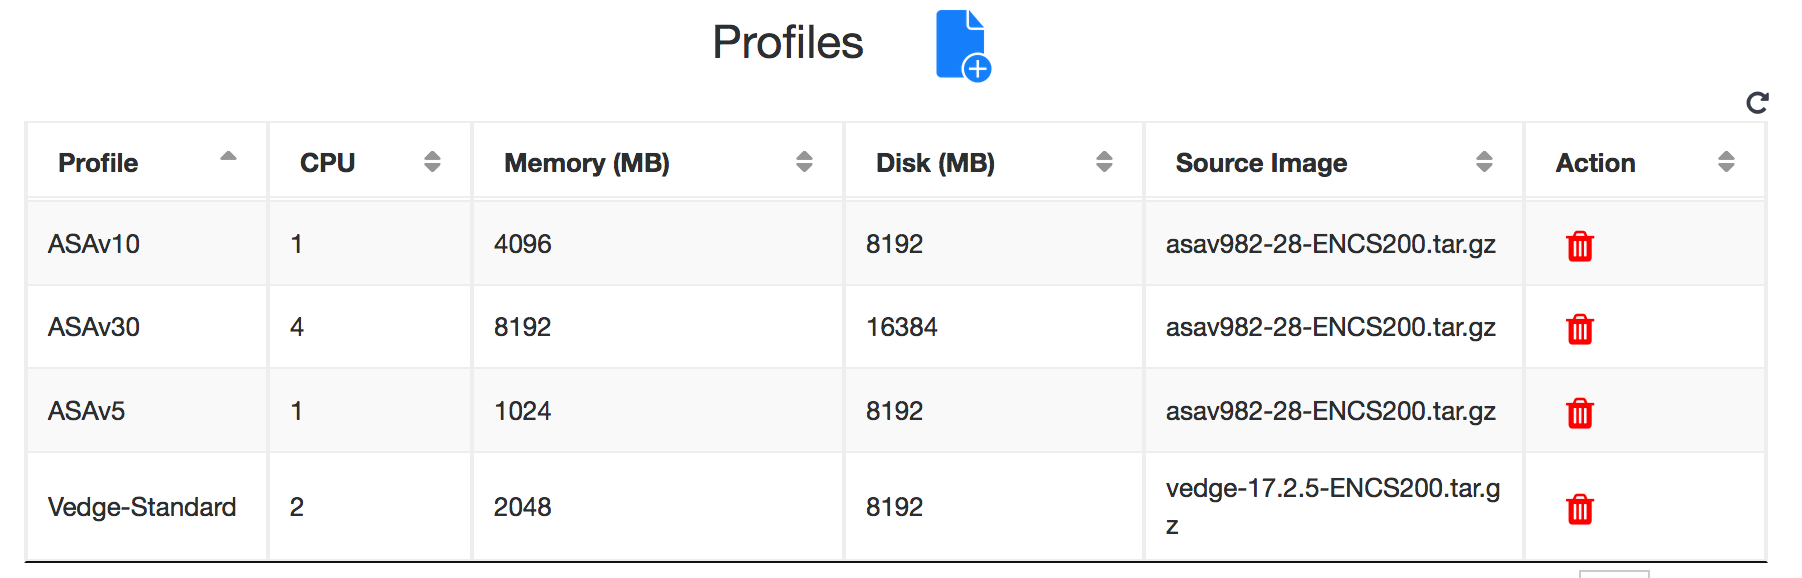 Profiles
Profile CPU Memory (MB) Disk (MB) Source Image Action
ASAv10 1 4096 8192 asav982-28-ENCS200.tar.gz
ASAv30 4 8192 16384 asav982-28-ENCS200.tar.gz
ASAv5 1 1024 8192 asav982-28-ENCS200.tar.gz
Vedge-Standard 2 2048 8192 vedge-17.2.5-ENCS200.tar.g
z